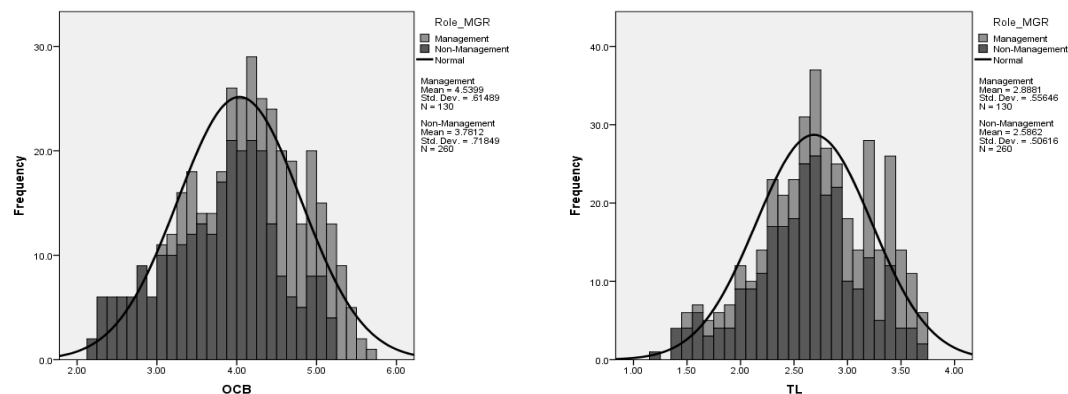 Role_MGR
Management
Non-Management
Normal
Management
Mean = 4.5399
Std. Dev. = .61489
N = 130
Non-Management
Mean = 3.7812
Std. Dev. = .71849
N = 260
Frequency
30.0
20.0
10.0
0.0
2.00 3.00 4.00 5.00 6.00
OCB
Role_MGR
Management
Non-Management
Normal
Management
Mean = 2.8881
Std. Dev. = .55646
N = 130
Non-Management
Mean = 2.5862
Std. Dev. = .50616
N = 260
Frequency
40.0
30.0
20.0
10.0
0.0
1.00 1.50 2.00 2.50 3.00 3.50 4.00
TL